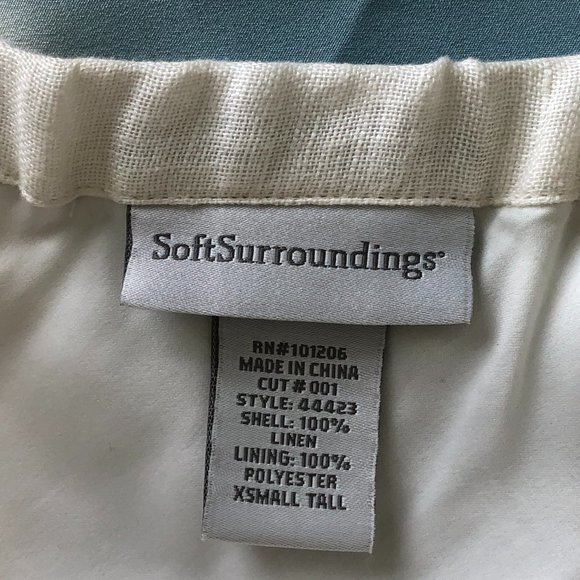 SoftSurroundings®
RN#101206
MADE IN CHINA
CUT # 001
STYLE: 44423
SHELL: 100%
LINEN
LINING: 100%
POLYESTER
XSMALL TALL